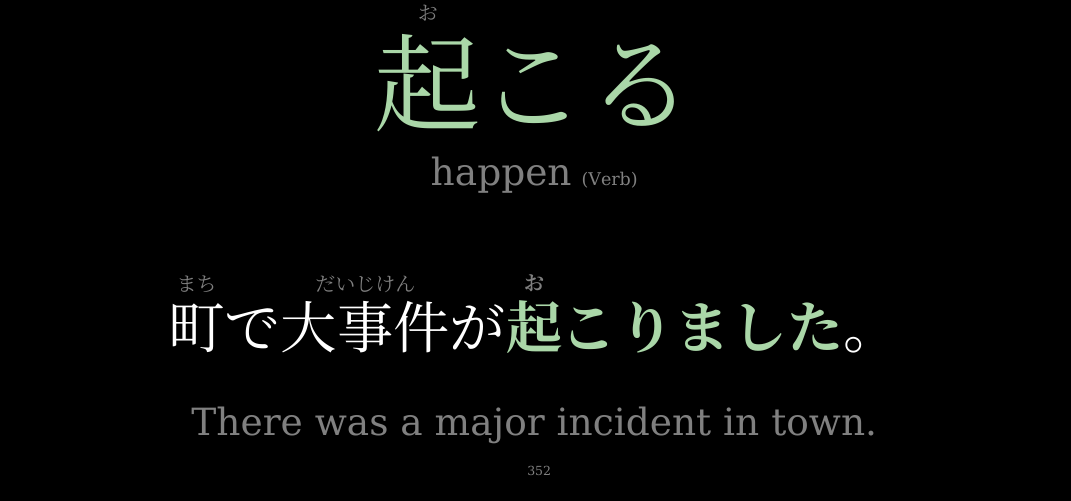 お
起こる
happen (Verb)
まち だいじけん お
町で大事件が起こりました。
There was a major incident in town.
352